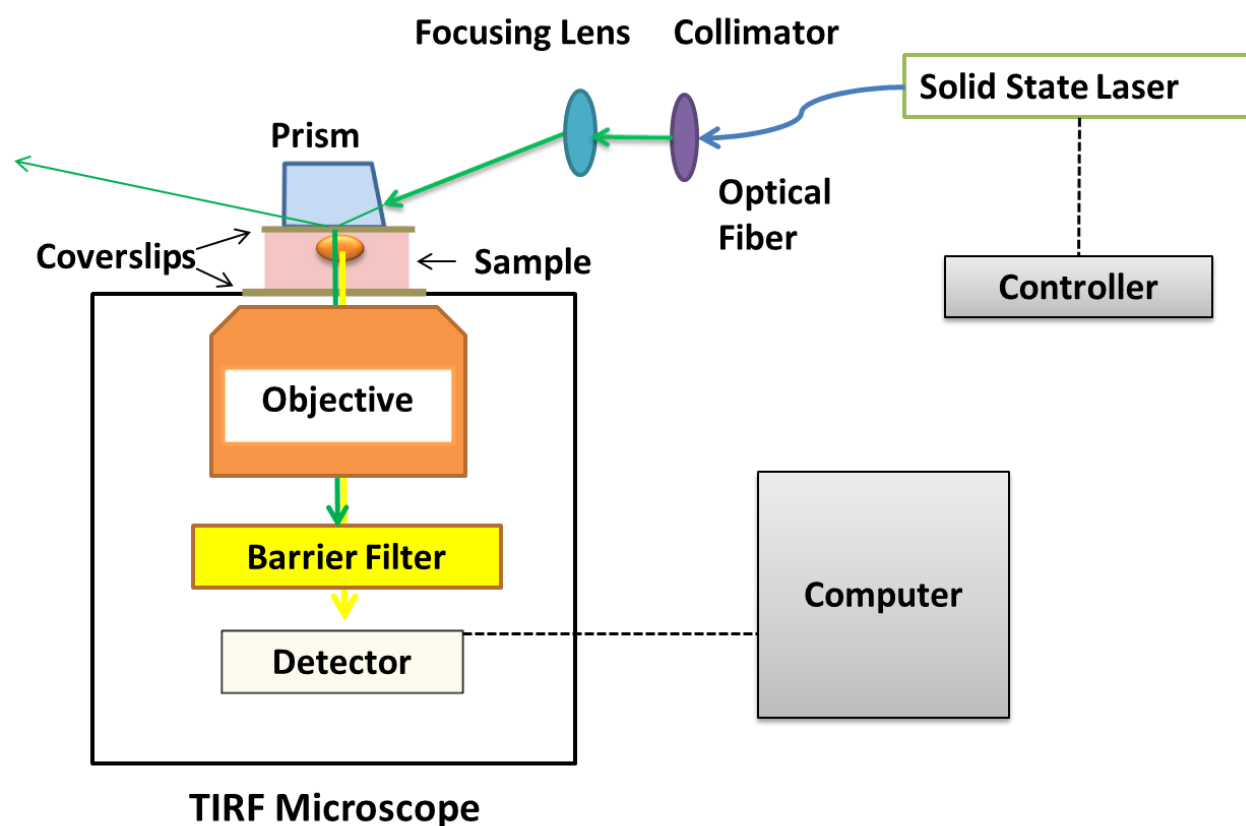 Focusing Lens
Collimator
Solid State Laser
Prism
Optical
Fiber
Coverslips
Sample
Controller
Objective
Barrier Filter
Computer
Detector
TIRF Microscope